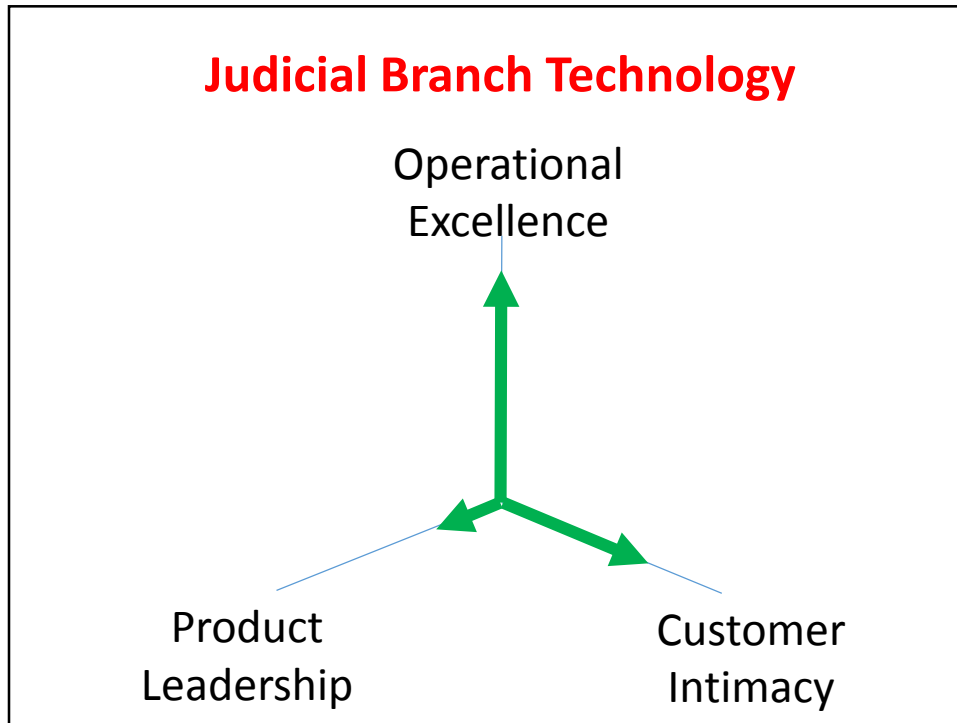 Judicial Branch Technology
Operational
Excellence
Product
Leadership
Customer
Intimacy